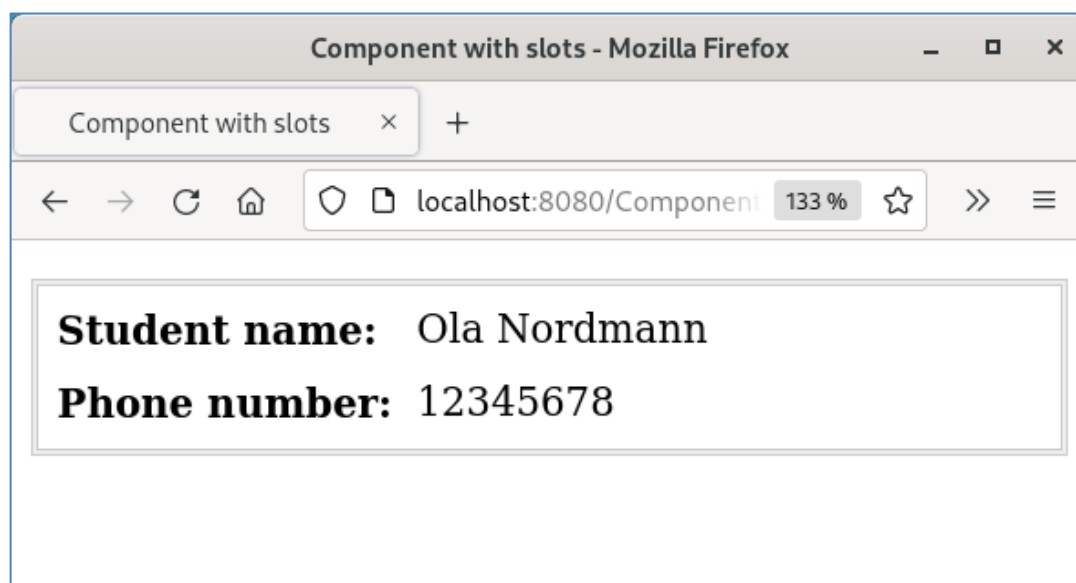 Component with slots - Mozilla Firefox
Component with slots
localhost:8080/Component 133 %
Student name: Ola Nordmann
Phone number: 12345678